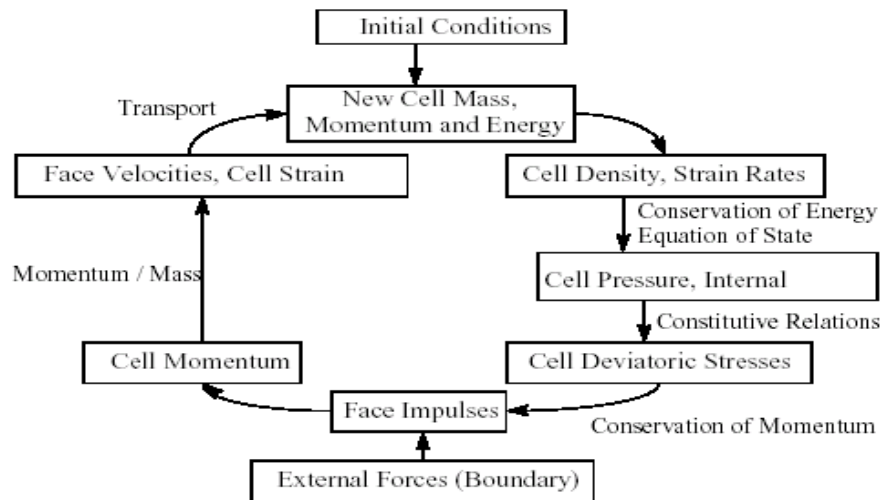 Initial Conditions
Transport
New Cell Mass,
Momentum and Energy
Face Velocities, Cell Strain
Cell Density, Strain Rates
Conservation of Energy
Equation of State
Momentum / Mass
Cell Pressure, Internal
Constitutive Relations
Cell Momentum
Cell Deviatoric Stresses
Face Impulses
Conservation of Momentum
External Forces (Boundary)